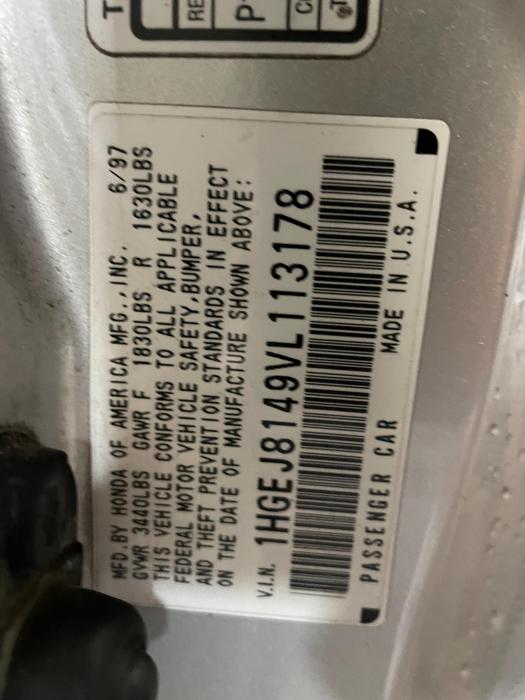 T
RE
P
C
MFD. BY HONDA OF AMERICA MFG., INC. 6/97
GVWR 3440LBS GAWR F 1830LBS R 1630LBS
THIS VEHICLE CONFORMS TO ALL APPLICABLE
FEDERAL MOTOR VEHICLE SAFETY, BUMPER,
AND THEFT PREVENTION STANDARDS IN EFFECT
ON THE DATE OF MANUFACTURE SHOWN ABOVE:
V.I.N. 1HGEJ8149VL113178
PASSENGER CAR MADE IN U.S.A.